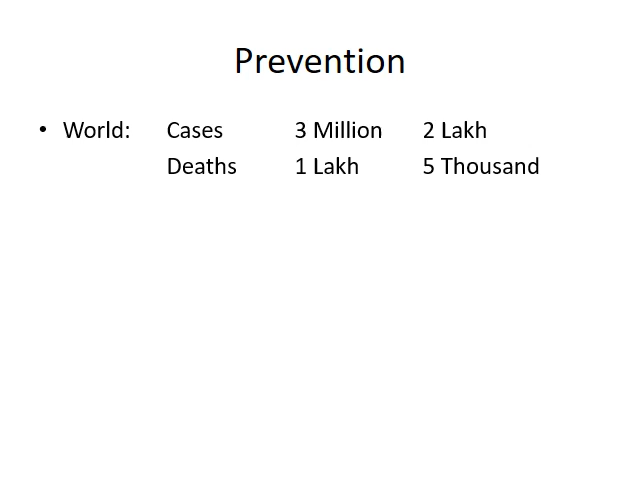 Prevention
• World: Cases 3 Million 2 Lakh
Deaths 1 Lakh 5 Thousand